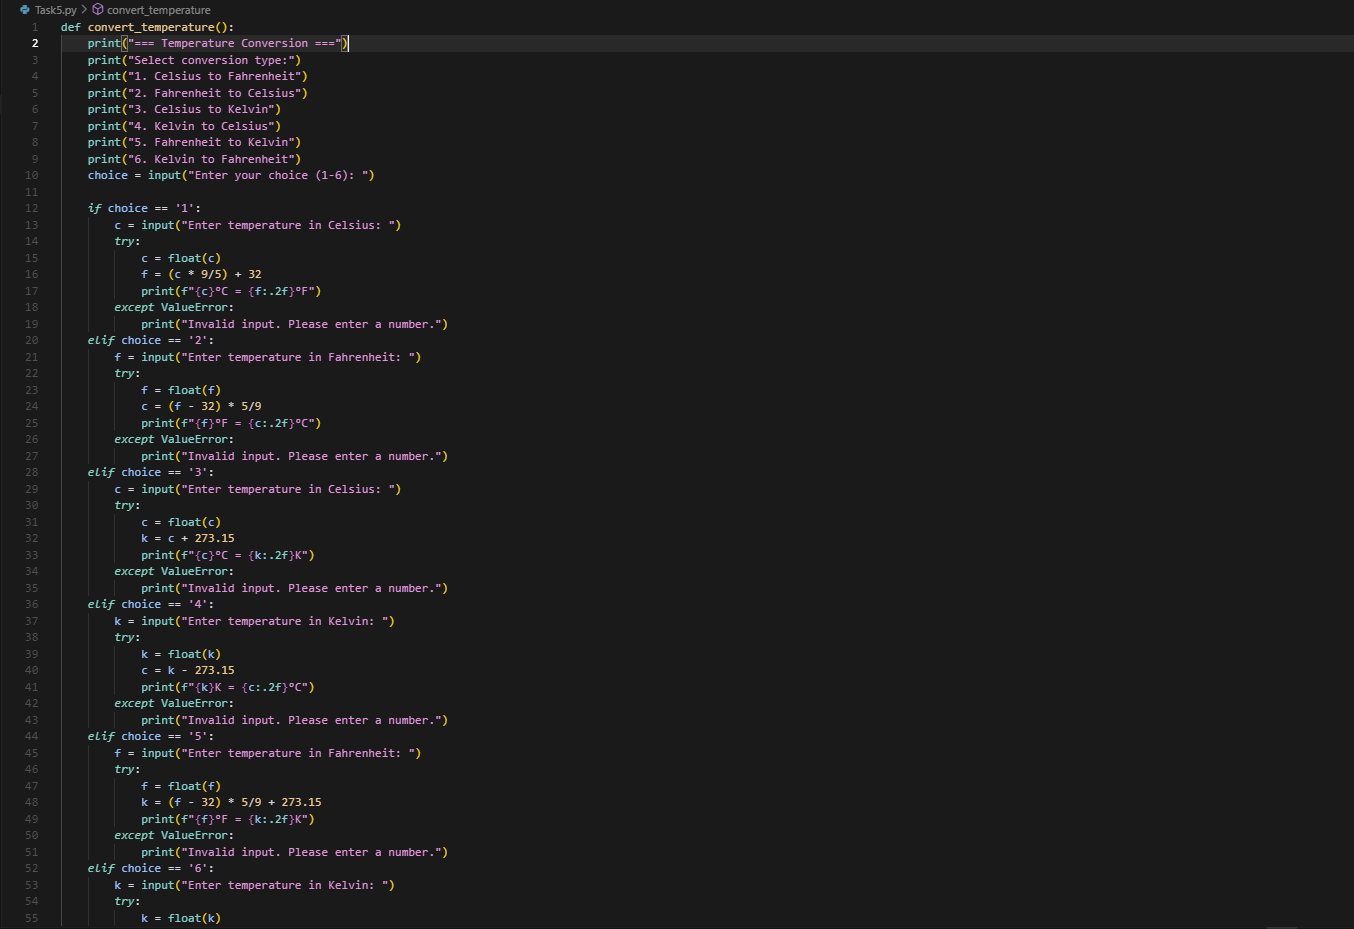 Task5.py > convert_temperature
1 def convert_temperature():
2     print("=== Temperature Conversion ===")
3     print("Select conversion type:")
4     print("1. Celsius to Fahrenheit")
5     print("2. Fahrenheit to Celsius")
6     print("3. Celsius to Kelvin")
7     print("4. Kelvin to Celsius")
8     print("5. Fahrenheit to Kelvin")
9     print("6. Kelvin to Fahrenheit")
10     choice = input("Enter your choice (1-6): ")
11
12     if choice == '1':
13         c = input("Enter temperature in Celsius: ")
14         try:
15             c = float(c)
16             f = (c * 9/5) + 32
17             print(f"{c}°C = {f:.2f}°F")
18         except ValueError:
19             print("Invalid input. Please enter a number.")
20     elif choice == '2':
21         f = input("Enter temperature in Fahrenheit: ")
22         try:
23             f = float(f)
24             c = (f - 32) * 5/9
25             print(f"{f}°F = {c:.2f}°C")
26         except ValueError:
27             print("Invalid input. Please enter a number.")
28     elif choice == '3':
29         c = input("Enter temperature in Celsius: ")
30         try:
31             c = float(c)
32             k = c + 273.15
33             print(f"{c}°C = {k:.2f}K")
34         except ValueError:
35             print("Invalid input. Please enter a number.")
36     elif choice == '4':
37         k = input("Enter temperature in Kelvin: ")
38         try:
39             k = float(k)
40             c = k - 273.15
41             print(f"{k}K = {c:.2f}°C")
42         except ValueError:
43             print("Invalid input. Please enter a number.")
44     elif choice == '5':
45         f = input("Enter temperature in Fahrenheit: ")
46         try:
47             f = float(f)
48             k = (f - 32) * 5/9 + 273.15
49             print(f"{f}°F = {k:.2f}K")
50         except ValueError:
51             print("Invalid input. Please enter a number.")
52     elif choice == '6':
53         k = input("Enter temperature in Kelvin: ")
54         try:
55             k = float(k)